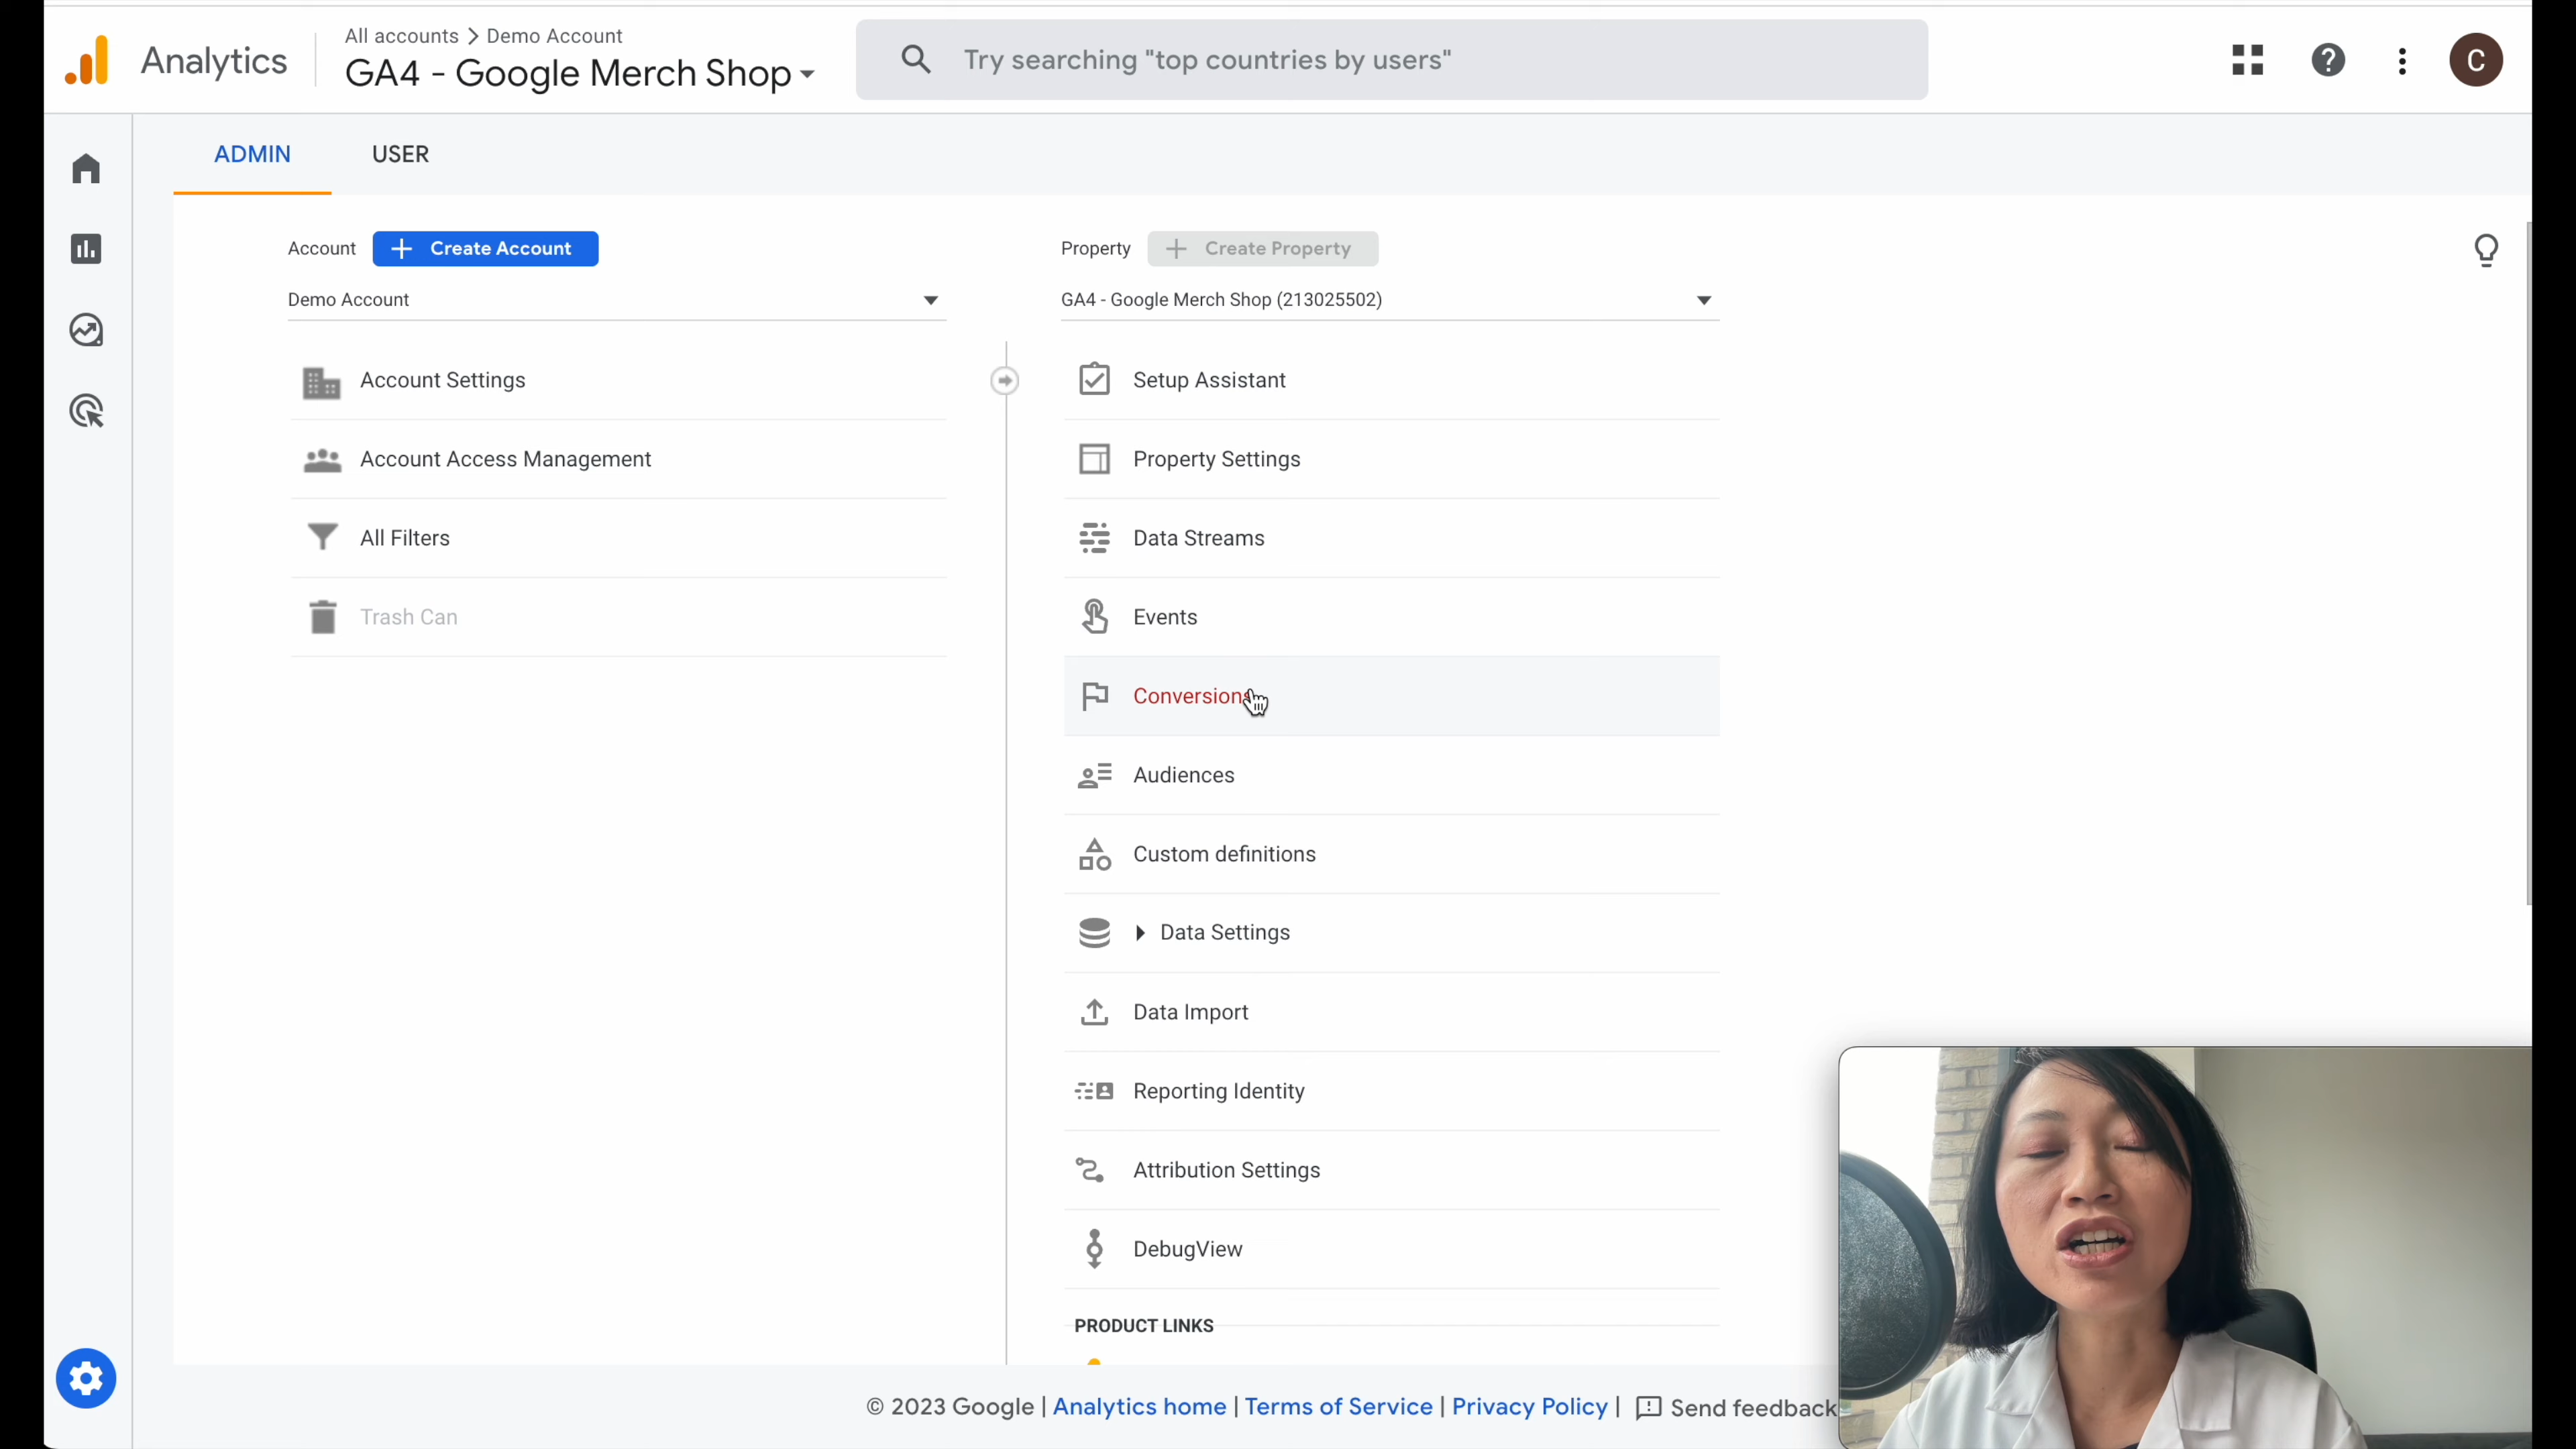 Analytics
All accounts > Demo Account
GA4 - Google Merch Shop
Try searching "top countries by users"
C
ADMIN
USER
Account
Create Account
Demo Account
Account Settings
Account Access Management
All Filters
Trash Can
Property
Create Property
GA4 - Google Merch Shop (213025502)
Setup Assistant
Property Settings
Data Streams
Events
Conversions
Audiences
Custom definitions
Data Settings
Data Import
Reporting Identity
Attribution Settings
DebugView
PRODUCT LINKS
© 2023 Google | Analytics home | Terms of Service | Privacy Policy | Send feedback